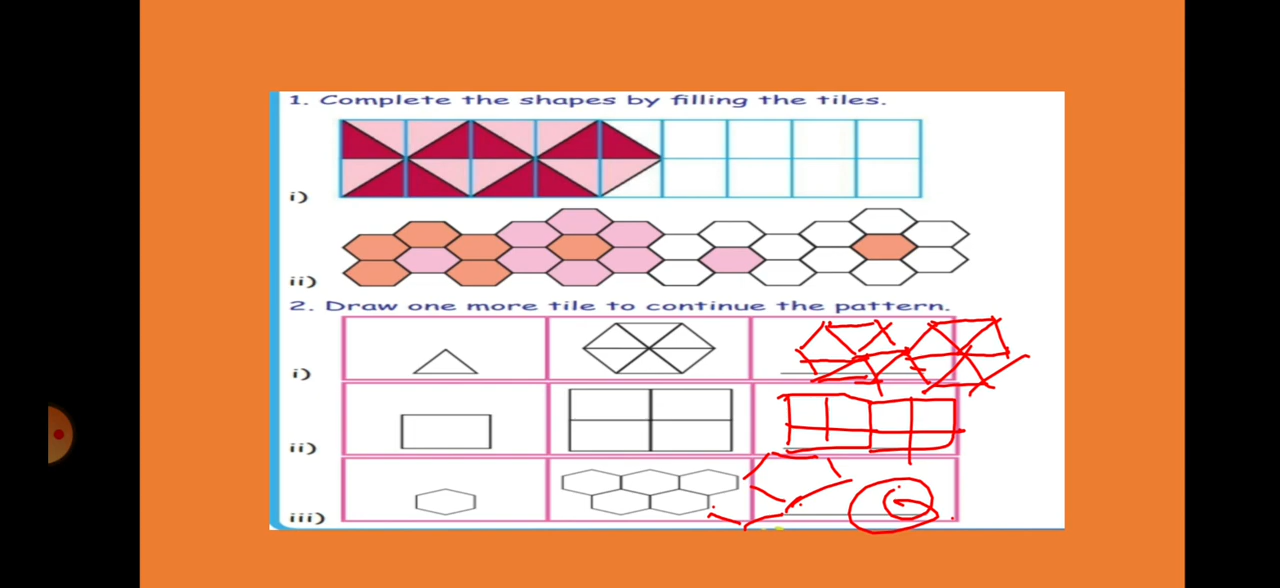 1. Complete the shapes by filling the tiles.
i)
ii)
2. Draw one more tile to continue the pattern.
i)
ii)
iii)